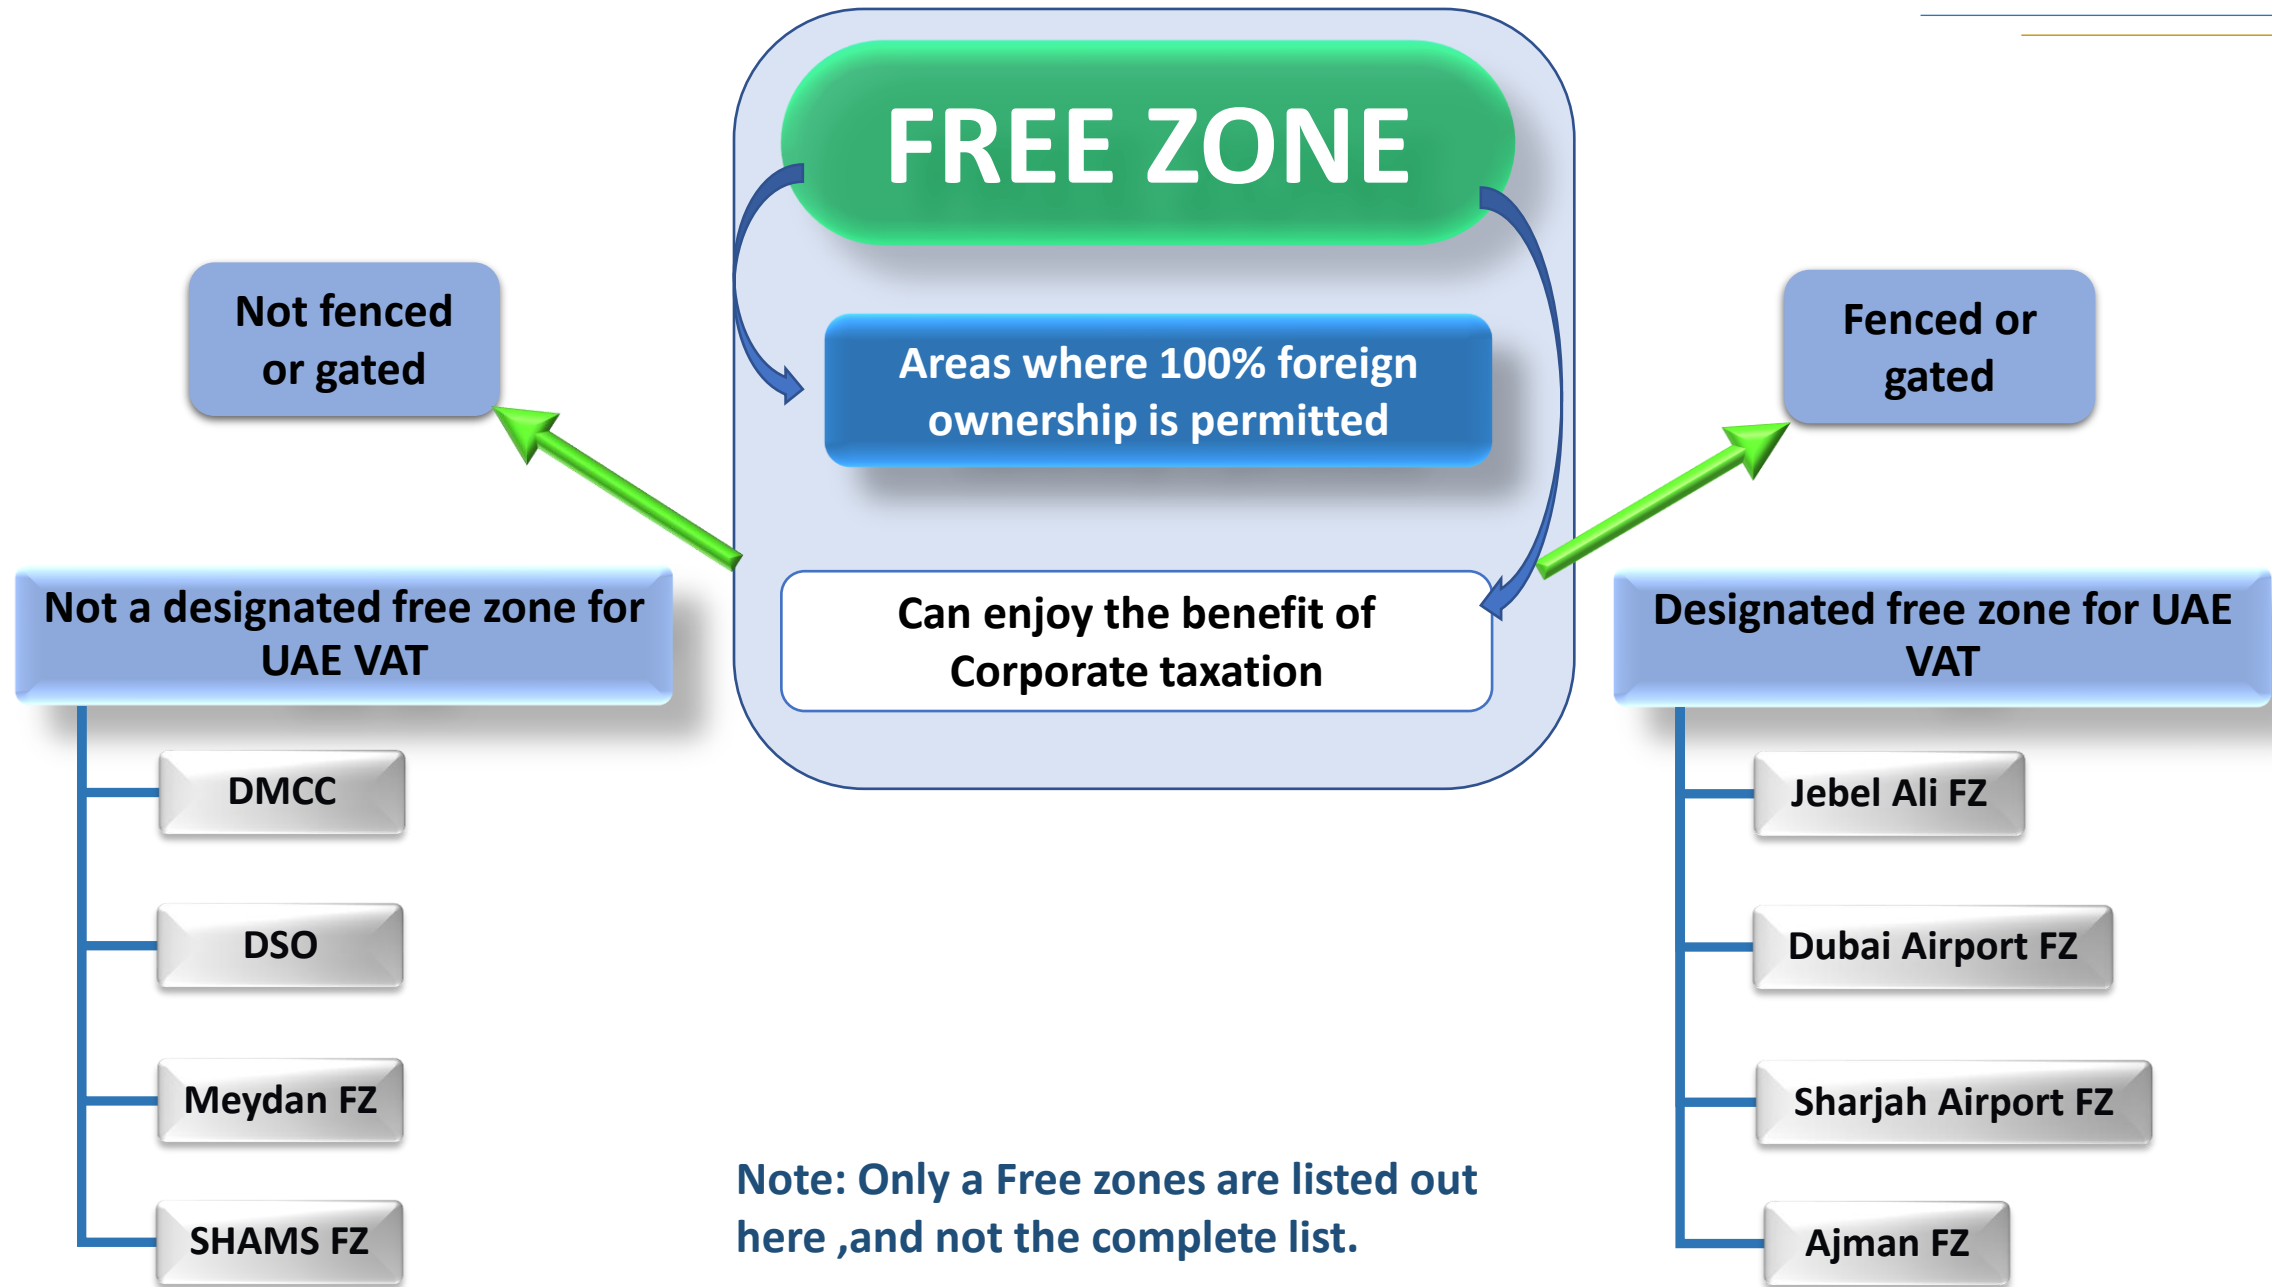 FREE ZONE
Not fenced
or gated
Areas where 100% foreign
ownership is permitted
Fenced or
gated
Not a designated free zone for
UAE VAT
Can enjoy the benefit of
Corporate taxation
Designated free zone for UAE
VAT
DMCC
DSO
Meydan FZ
SHAMS FZ
Jebel Ali FZ
Dubai Airport FZ
Sharjah Airport FZ
Ajman FZ
Note: Only a Free zones are listed out
here ,and not the complete list.